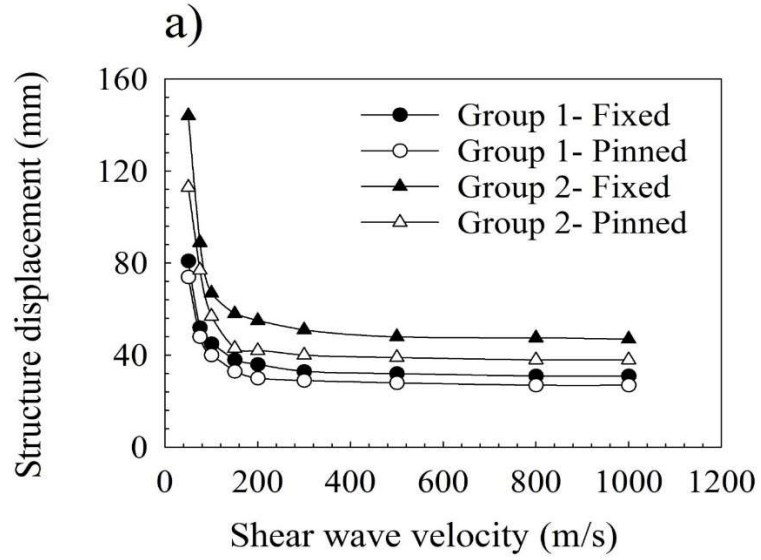 a)
Structure displacement (mm)
160
120
80
40
0
Group 1- Fixed
Group 1- Pinned
Group 2- Fixed
Group 2- Pinned
0 200 400 600 800 1000 1200
Shear wave velocity (m/s)